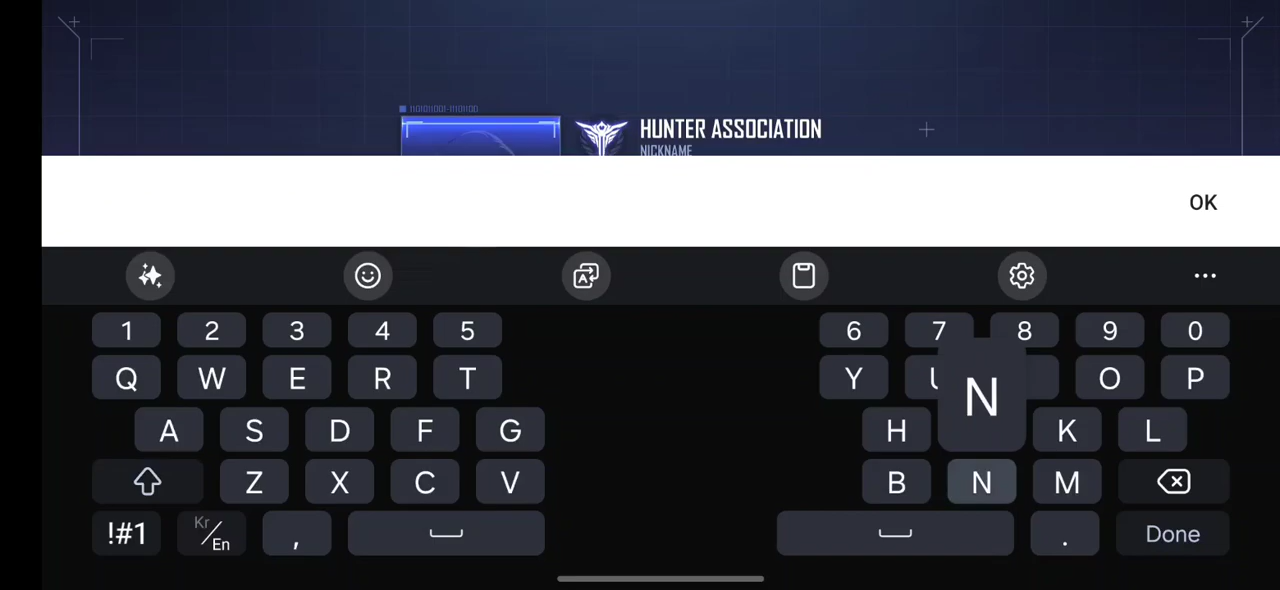 HUNTER ASSOCIATION
NICKNAME
OK
1 2 3 4 5 6 7 8 9 0
Q W E R T Y U O P
N
A S D F G H K L
Z X C V B N M
!#1 Kr/En , . Done